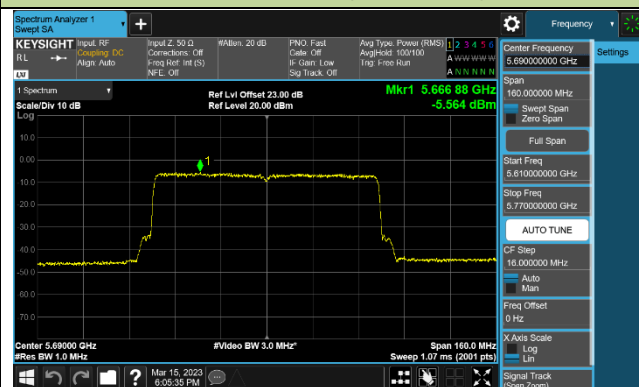 Spectrum Analyzer 1
Swept SA
Frequency
KEYSIGHT
RL
LXI
Input: RF
Coupling: DC
Align: Auto
Input Z: 50 Ω
Corrections: Off
Freq Ref: Int (S)
NFE: Off
#Atten: 20 dB
PNO: Fast
Gate: Off
IF Gain: Low
Sig Track: Off
Avg Type: Power (RMS)
Avg|Hold: 100/100
Trig: Free Run
1 2 3 4 5 6
A W W W W W
A N N N N N
Center Frequency
5.690000000 GHz
Settings
Span
160.000000 MHz
Swept Span
Zero Span
Full Span
Start Freq
5.610000000 GHz
Stop Freq
5.770000000 GHz
AUTO TUNE
CF Step
16.000000 MHz
Auto
Man
Freq Offset
0 Hz
X Axis Scale
Log
Lin
Signal Track
(Span Zoom)
1 Spectrum
Scale/Div 10 dB
Log
Ref Lvl Offset 23.00 dB
Ref Level 20.00 dBm
Mkr1 5.666 88 GHz
-5.564 dBm
10.0
0.00
1
-10.0
-20.0
-30.0
-40.0
-50.0
-60.0
-70.0
Center 5.69000 GHz
#Res BW 1.0 MHz
#Video BW 3.0 MHz*
Span 160.0 MHz
Sweep 1.07 ms (2001 pts)
?
Mar 15, 2023
6:05:35 PM